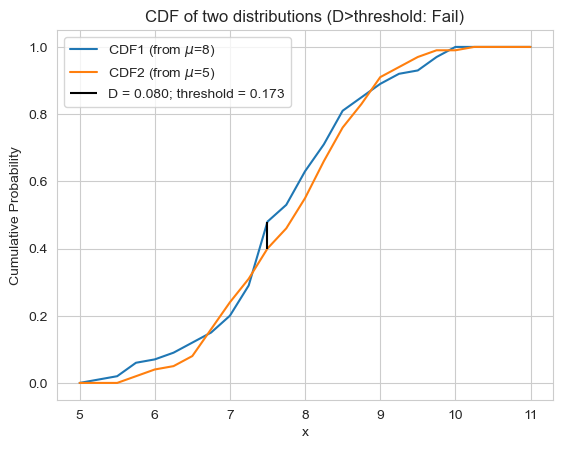 CDF of two distributions (D>threshold: Fail)
CDF1 (from μ=8)
CDF2 (from μ=5)
D = 0.080; threshold = 0.173
Cumulative Probability
1.0
0.8
0.6
0.4
0.2
0.0
5 6 7 8 9 10 11
x